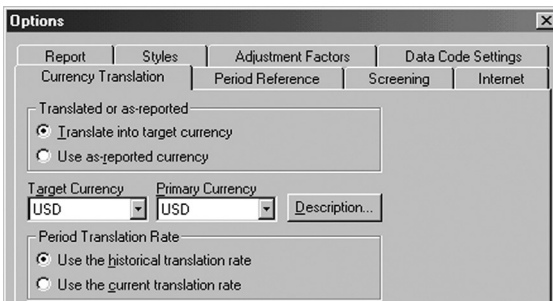 Options
Report Styles Adjustment Factors Data Code Settings
Currency Translation Period Reference Screening Internet
Translated or as-reported
Translate into target currency
Use as-reported currency
Target Currency Primary Currency
USD USD Description...
Period Translation Rate
Use the historical translation rate
Use the current translation rate